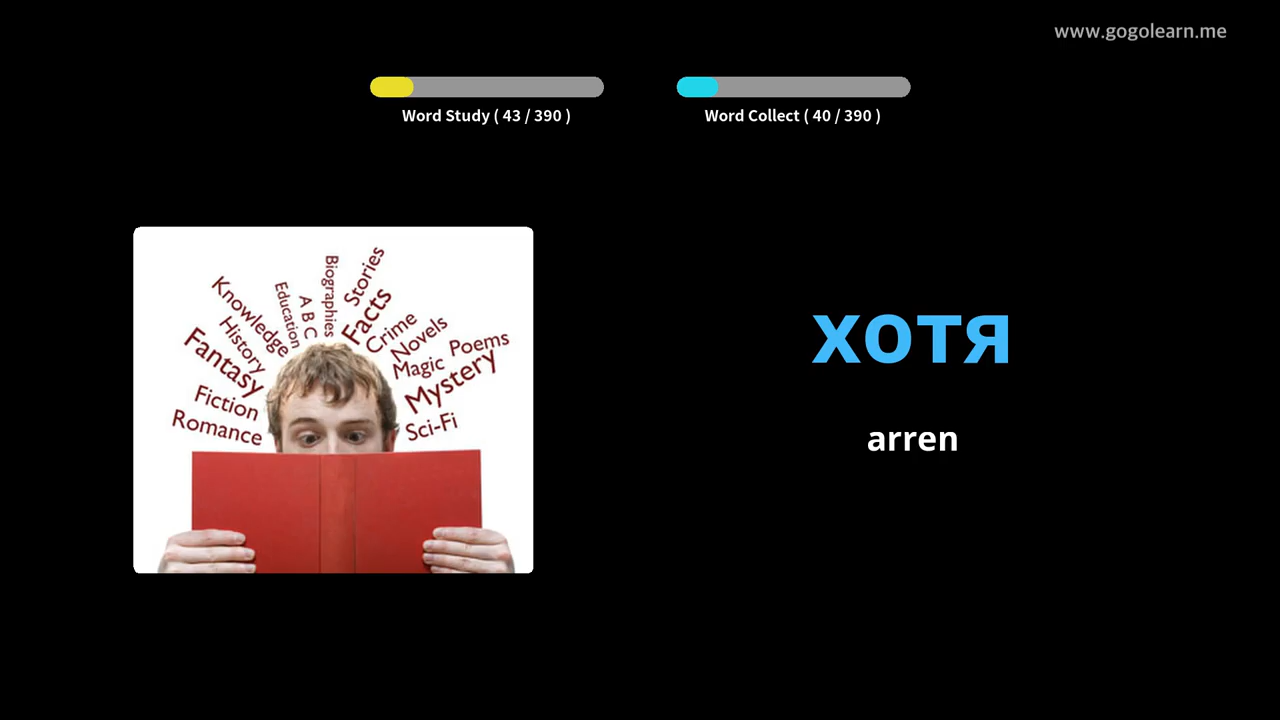 www.gogolearn.me
Word Study ( 43 / 390 )
Word Collect ( 40 / 390 )
Biographies
Stories
Education
A B C
Facts
Knowledge
Crime
History
Novels
Fantasy
Magic
Poems
Mystery
Fiction
Romance
Sci-Fi
хотя
arren